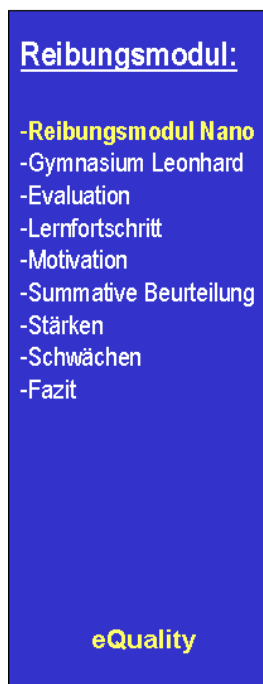 Reibungsmodul:
-Reibungsmodul Nano
-Gymnasium Leonhard
-Evaluation
-Lernfortschritt
-Motivation
-Summative Beurteilung
-Stärken
-Schwächen
-Fazit
eQuality